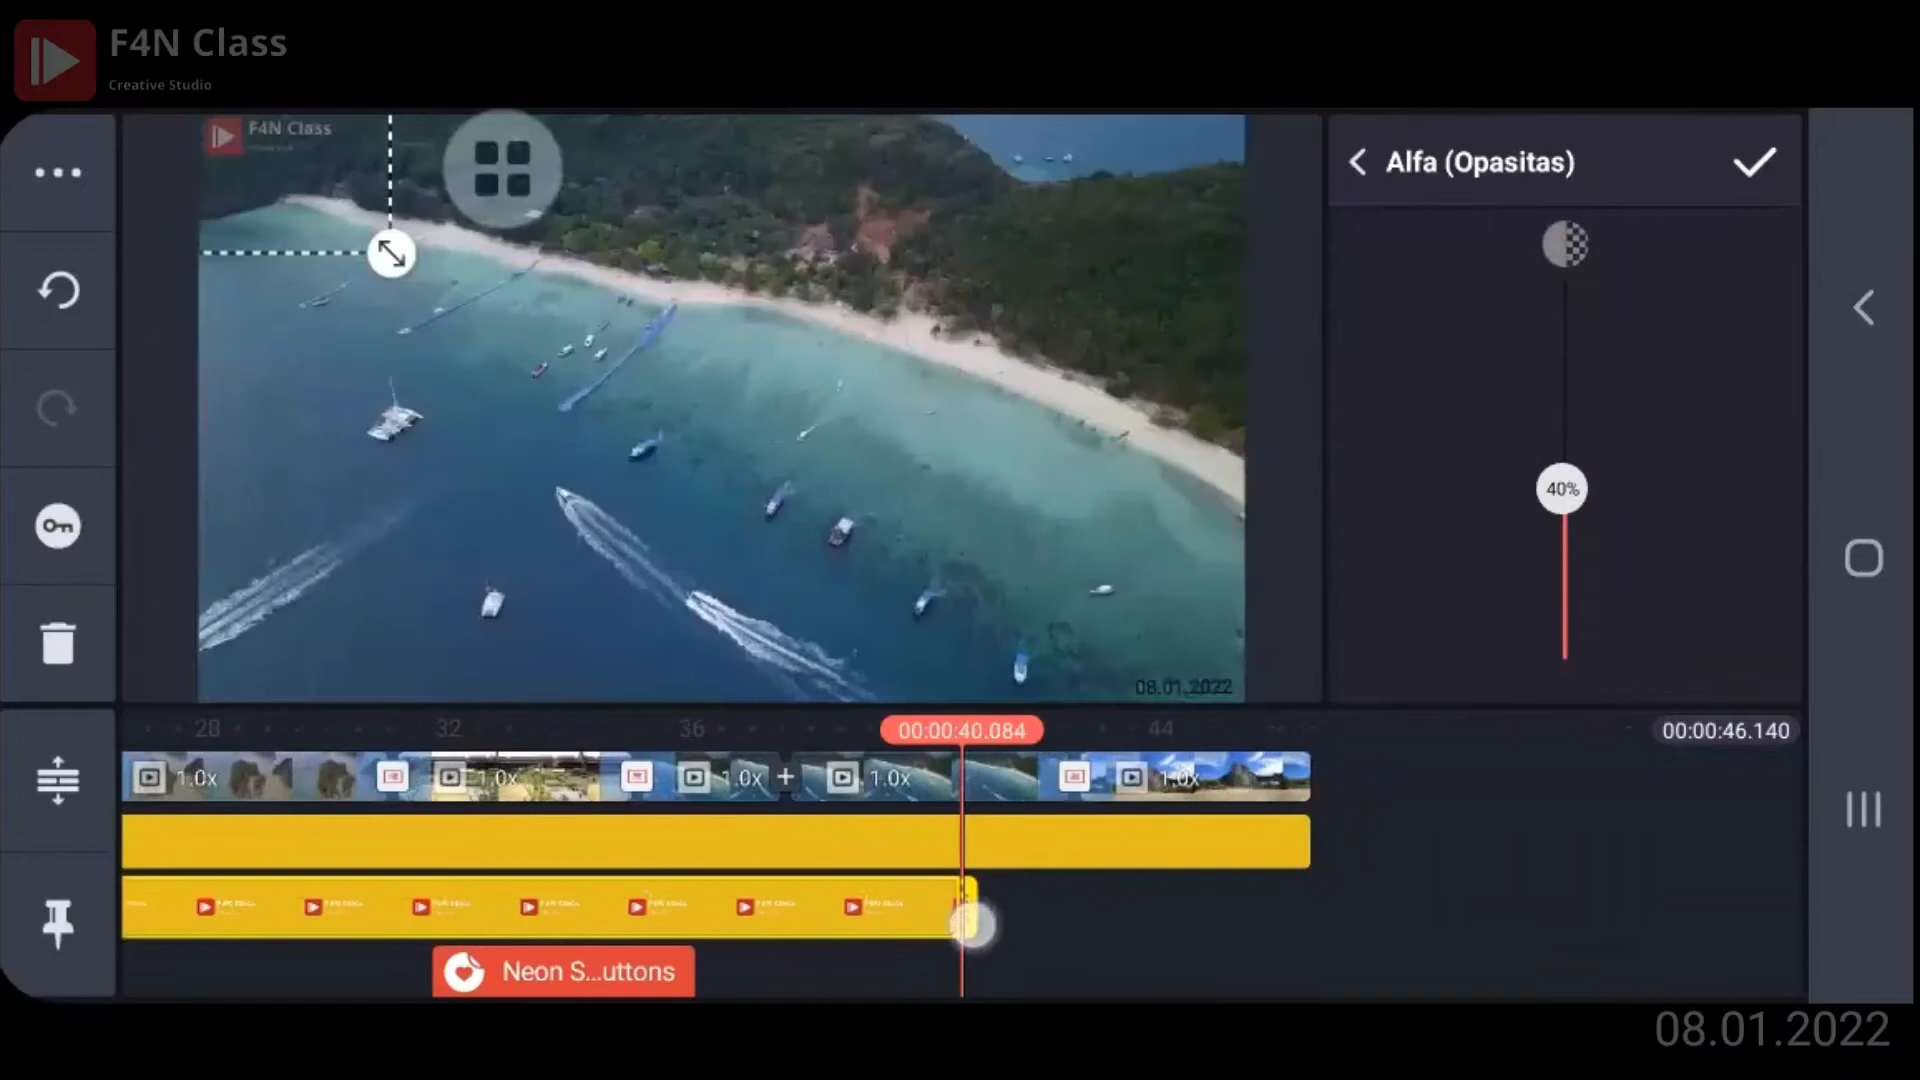 F4N Class
Creative Studio
F4N Class
Alfa (Opasitas)
40%
08.01.2022
28
32
36
00:00:40.084
44
00:00:46.140
1.0x
1.0x
1.0x
1.0x
1.0x
Neon S...uttons
08.01.2022